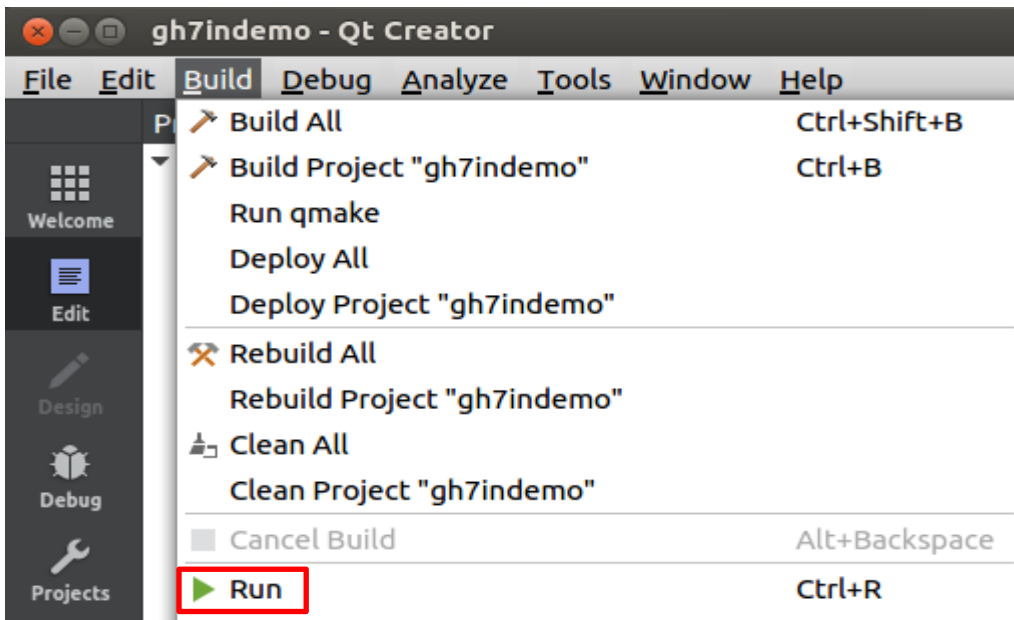 gh7indemo - Qt Creator
File Edit Build Debug Analyze Tools Window Help
P
Build All Ctrl+Shift+B
Build Project "gh7indemo" Ctrl+B
Run qmake
Deploy All
Deploy Project "gh7indemo"
Rebuild All
Rebuild Project "gh7indemo"
Clean All
Clean Project "gh7indemo"
Cancel Build Alt+Backspace
Run Ctrl+R
Welcome
Edit
Design
Debug
Projects